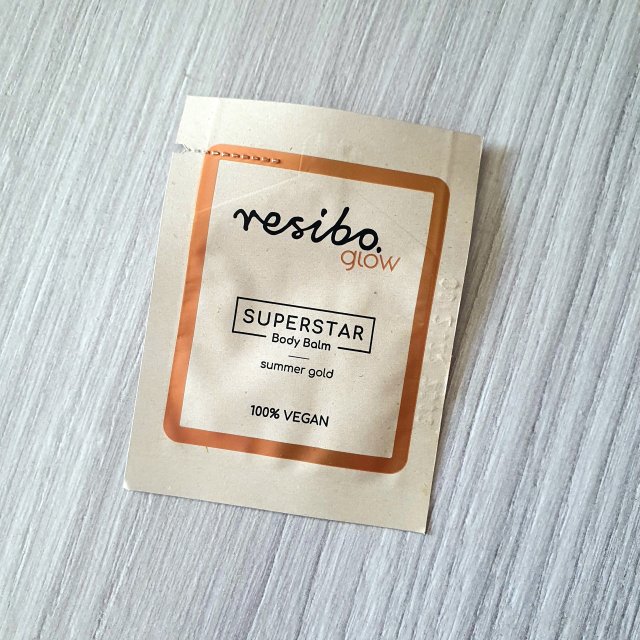 resibo.
glow
SUPERSTAR
Body Balm
summer gold
100% VEGAN